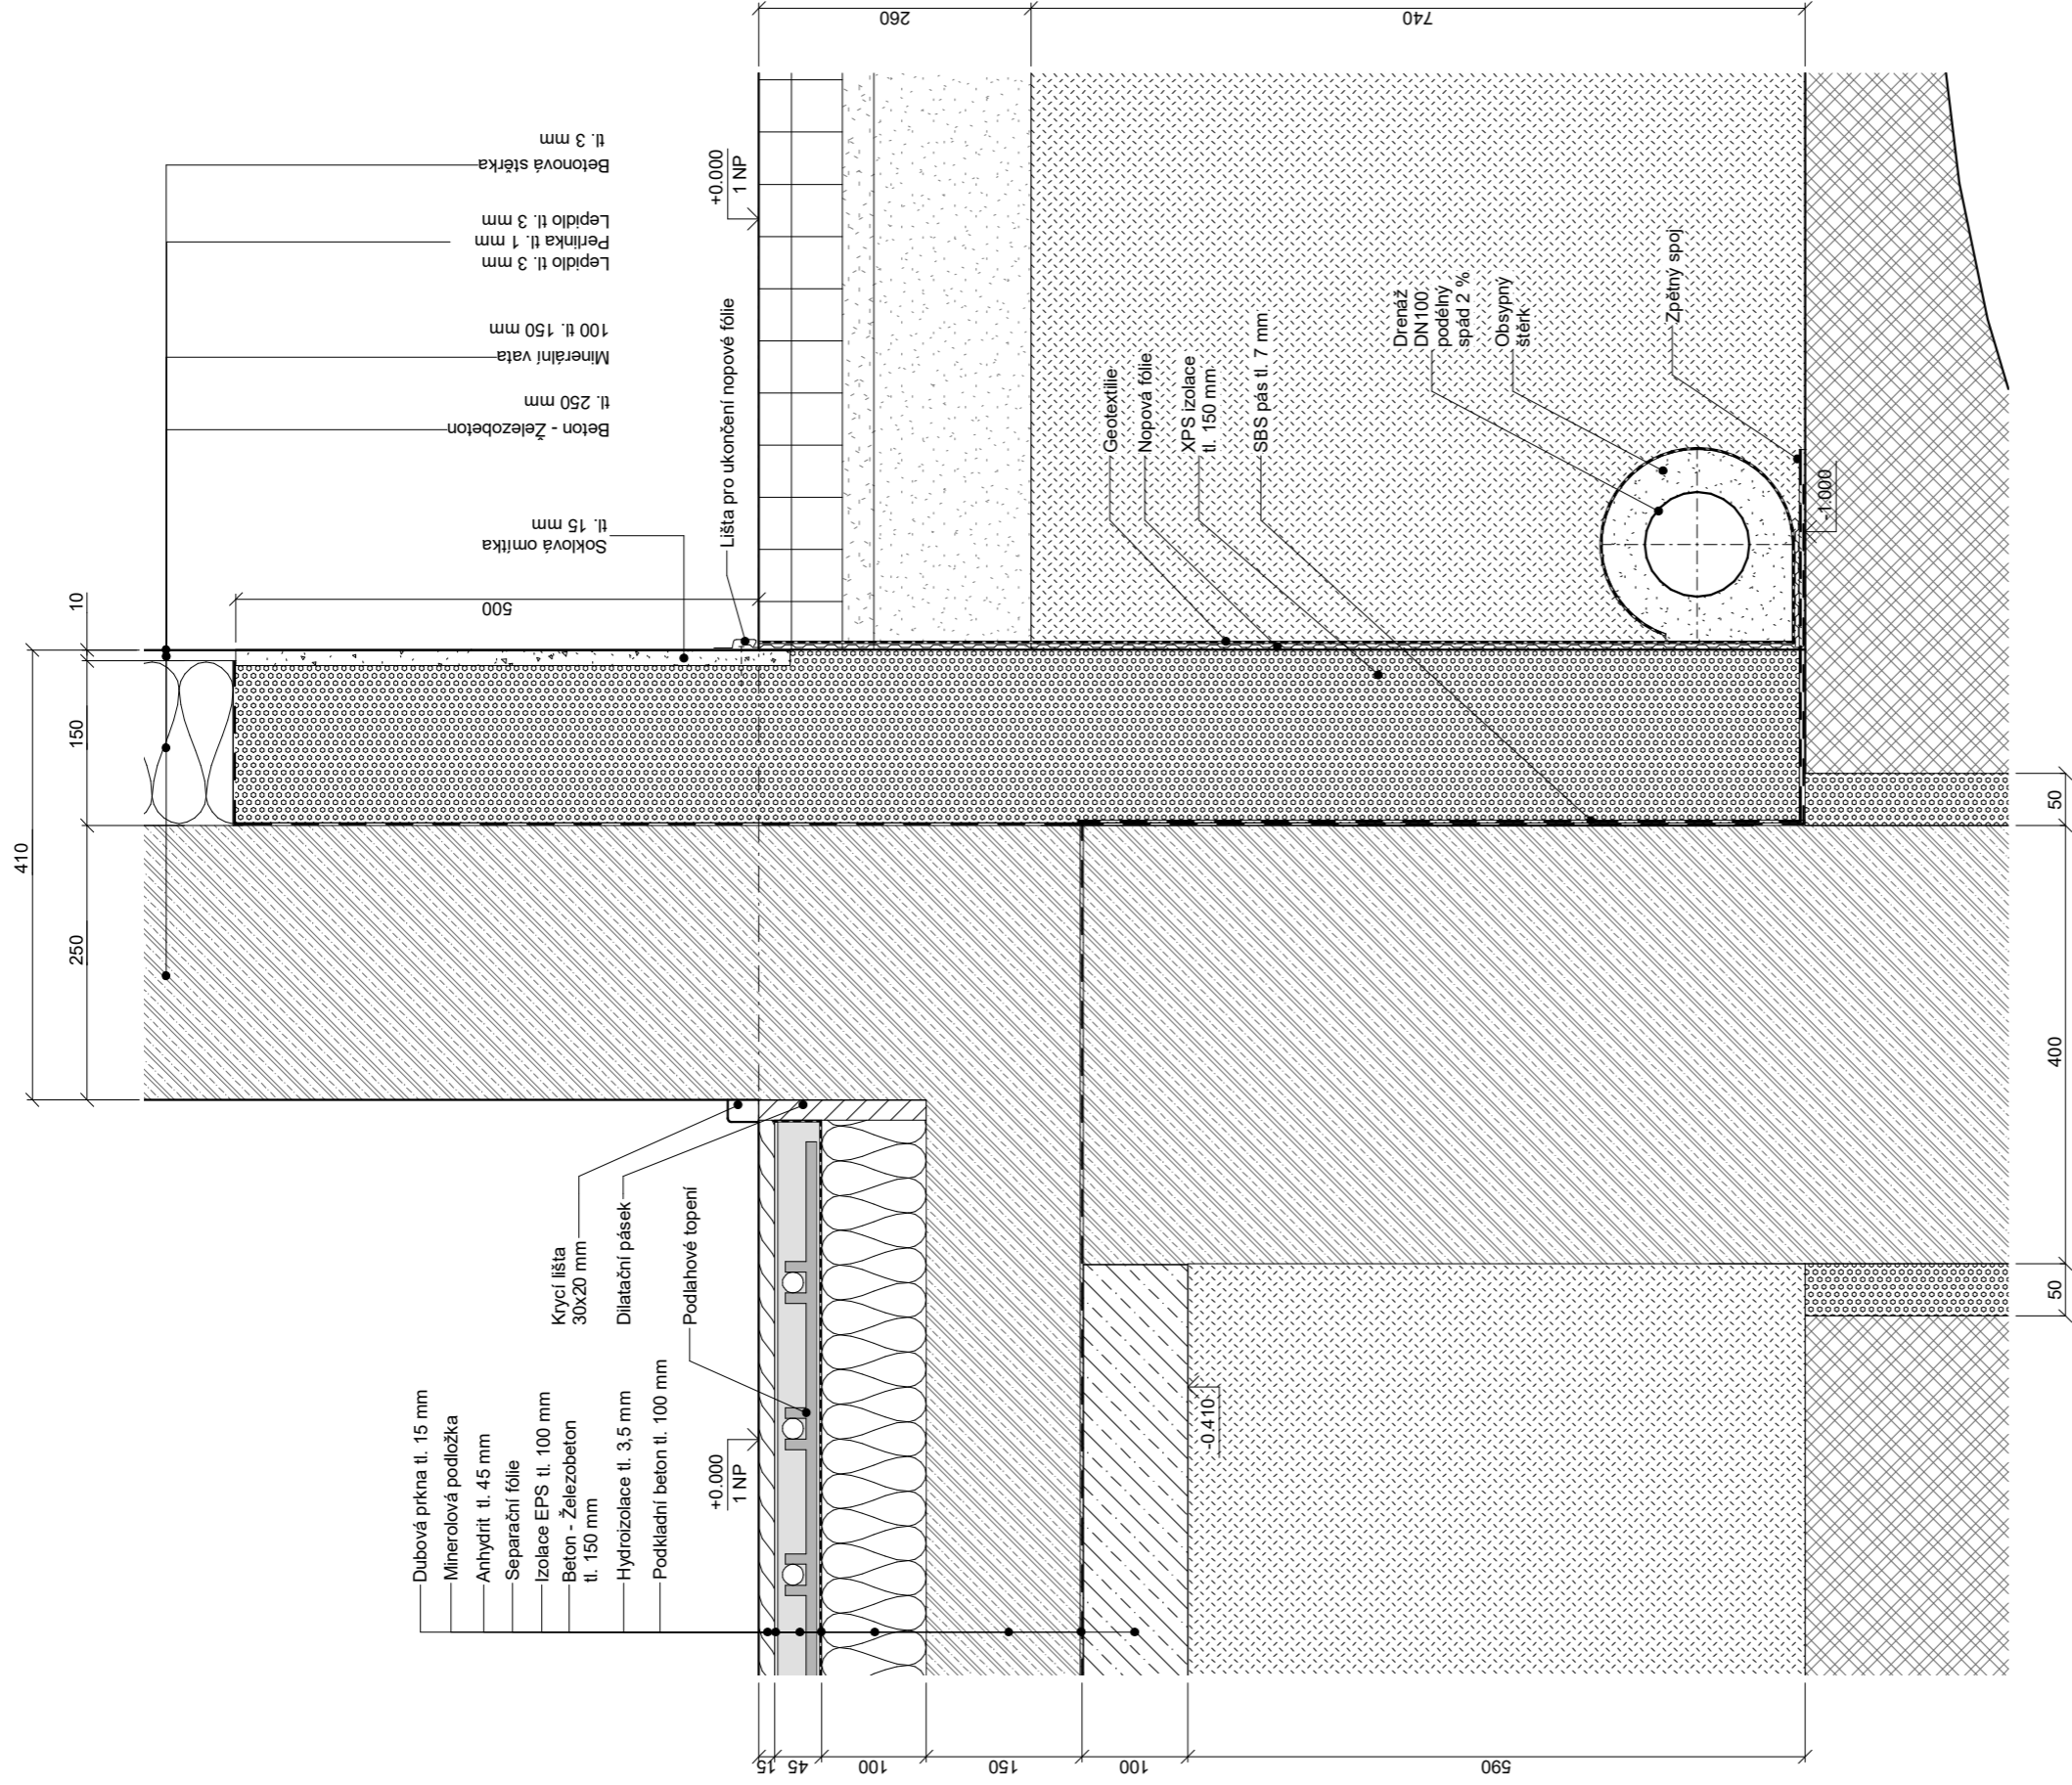 410
10
150
250
Betonová stěrka
tl. 3 mm
Lepidlo tl. 3 mm
Perlinka tl. 1 mm
Lepidlo tl. 3 mm
Minerální vata
100 tl. 150 mm
Beton - Železobeton
tl. 250 mm
Soklová omítka
tl. 15 mm
500
260
740
+0.000
1 NP
Lišta pro ukončení nopové fólie
Geotextilie
Nopová fólie
XPS izolace
tl. 150 mm
SBS pás tl. 7 mm
Drenáž
DN100
podélný
spád 2 %
Obsypný
štěrk
Zpětný spoj
-1.000
Krycí lišta
30x20 mm
Dilatační pásek
Podlahové topení
Dubová prkna tl. 15 mm
Minerolová podložka
Anhydrit tl. 45 mm
Separační fólie
Izolace EPS tl. 100 mm
Beton - Železobeton
tl. 150 mm
Hydroizolace tl. 3,5 mm
Podkladní beton tl. 100 mm
+0.000
1 NP
-0.410
15
45
100
150
100
590
50
400
50